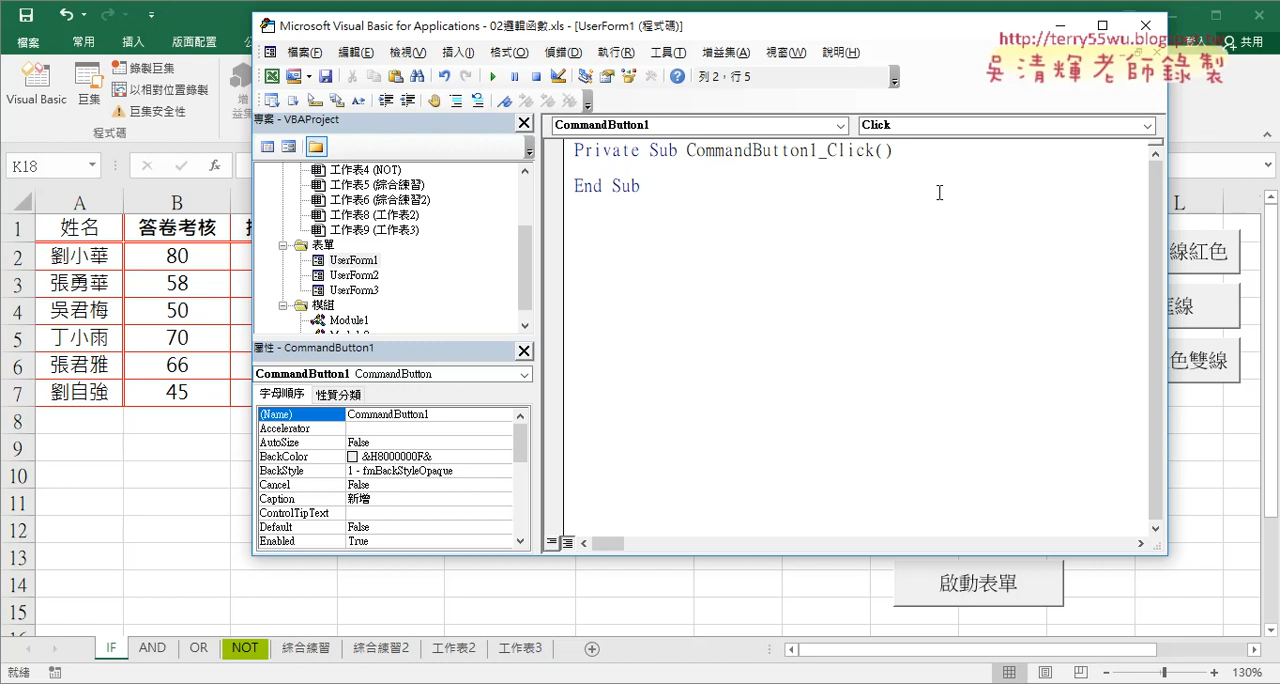 Microsoft Visual Basic for Applications - 02邏輯函數.xls - [UserForm1 (程式碼)]
http://terry55wu.blogspot.tw
吳清輝老師錄製
檔案 常用 插入 版面配置 共用
檔案(F) 編輯(E) 檢視(V) 插入(I) 格式(O) 偵錯(D) 執行(R) 工具(T) 增益集(A) 視窗(W) 說明(H)
列 2，行 5
Visual Basic
巨集
錄製巨集
以相對位置錄製
巨集安全性
程式碼
專案 - VBAProject
CommandButton1
Click
K18
fx
Private Sub CommandButton1_Click()
End Sub
工作表4 (NOT)
工作表5 (綜合練習)
工作表6 (綜合練習2)
工作表8 (工作表2)
工作表9 (工作表3)
表單
UserForm1
UserForm2
UserForm3
模組
Module1
屬性 - CommandButton1
CommandButton1 CommandButton
字母順序 性質分類
(Name) CommandButton1
Accelerator
AutoSize False
BackColor &H8000000F&
BackStyle 1 - fmBackStyleOpaque
Cancel False
Caption 新增
ControlTipText
Default False
Enabled True
A B L
1 姓名 答卷考核
2 劉小華 80
3 張勇華 58
4 吳君梅 50
5 丁小雨 70
6 張君雅 66
7 劉自強 45
8
9
10
11
12
13
14
15
線紅色
框線
色雙線
啟動表單
IF AND OR NOT 綜合練習 綜合練習2 工作表2 工作表3
就緒
130%